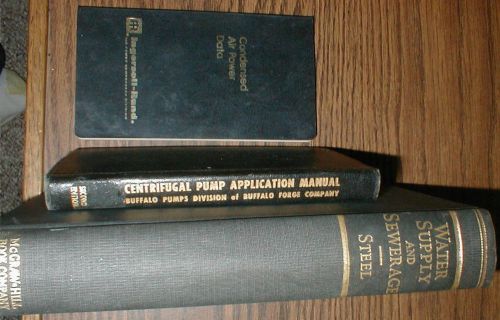 Condensed
Air Power
Data
IR
Ingersoll-Rand.
CENTRIFUGAL PUMP APPLICATION MANUAL
BUFFALO PUMPS DIVISION of BUFFALO FORGE COMPANY
WATER
SUPPLY
AND
SEWERAGE
STEEL
McGRAW-HILL
BOOK COMPANY